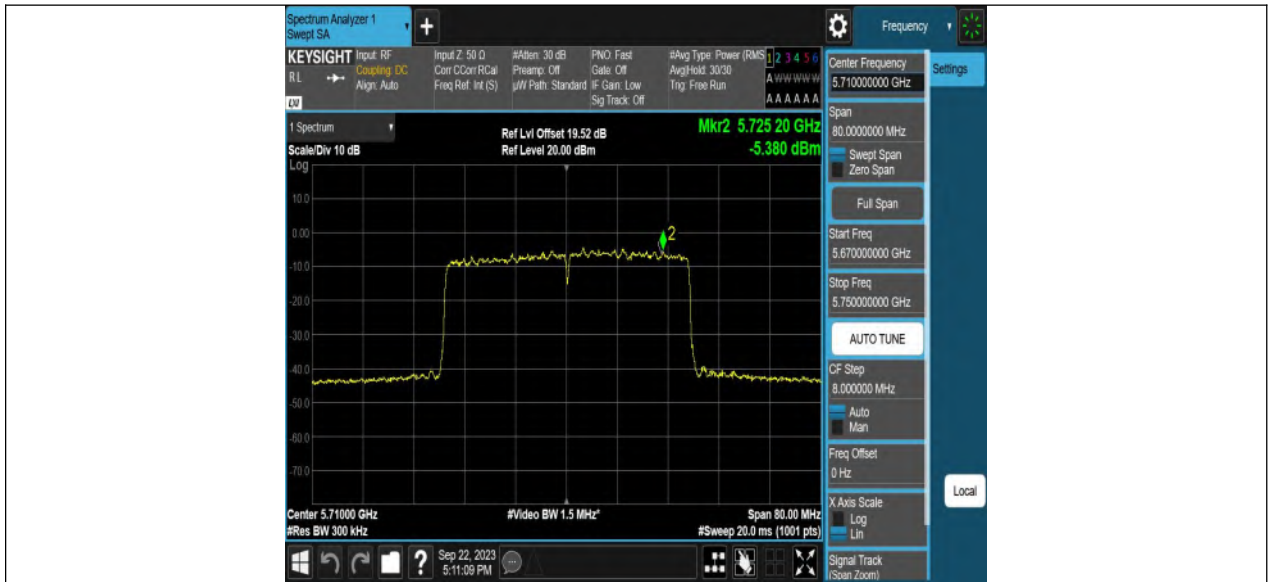 Spectrum Analyzer 1
Swept SA
+
Frequency
KEYSIGHT
RL
LXI
Input: RF
Coupling: DC
Align: Auto
Input Z: 50 Ω
Corr CCorr RCal
Freq Ref: Int (S)
#Atten: 30 dB
Preamp: Off
µW Path: Standard
PNO: Fast
Gate: Off
IF Gain: Low
Sig Track: Off
#Avg Type: Power (RMS
Avg|Hold: 30/30
Trig: Free Run
1 2 3 4 5 6
A W W W W W
A A A A A A
1 Spectrum
Scale/Div 10 dB
Log
Ref Lvl Offset 19.52 dB
Ref Level 20.00 dBm
Mkr2 5.725 20 GHz
-5.380 dBm
10.0
0.00
-10.0
-20.0
-30.0
-40.0
-50.0
-60.0
-70.0
2
Center 5.71000 GHz
#Res BW 300 kHz
#Video BW 1.5 MHz*
Span 80.00 MHz
#Sweep 20.0 ms (1001 pts)
?
Sep 22, 2023
5:11:09 PM
Center Frequency
5.710000000 GHz
Settings
Span
80.0000000 MHz
Swept Span
Zero Span
Full Span
Start Freq
5.670000000 GHz
Stop Freq
5.750000000 GHz
AUTO TUNE
CF Step
8.000000 MHz
Auto
Man
Freq Offset
0 Hz
X Axis Scale
Log
Lin
Local
Signal Track
(Span Zoom)